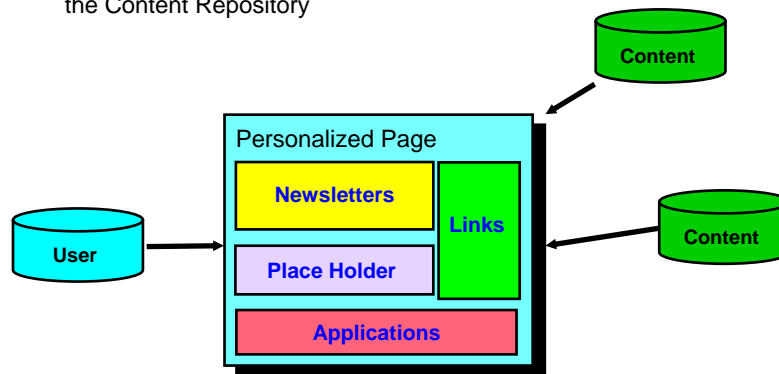 the Content Repository
Content
Personalized Page
Newsletters
Links
Content
User
Place Holder
Applications